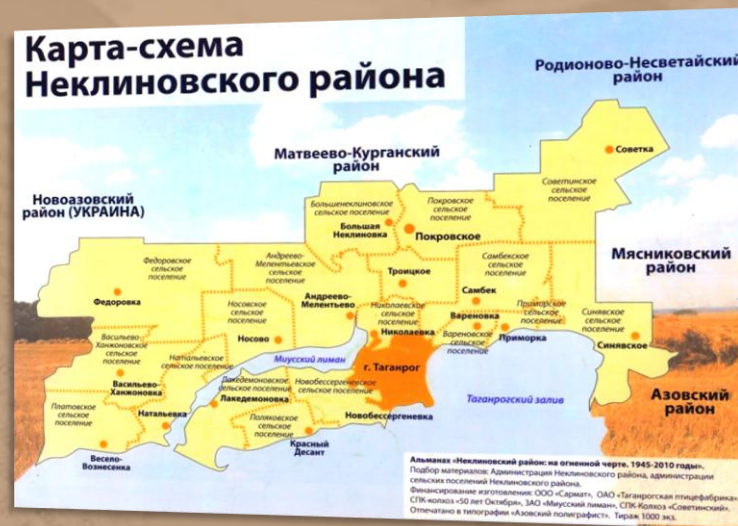 Карта-схема
Неклиновского района
Родионово-Несветайский
район
Матвеево-Курганский
район
Новоазовский
район (УКРАИНА)
Мясниковский
район
Азовский
район
Советка
Советинское
сельское
поселение
Большенеклиновское
сельское поселение
Большая
Неклиновка
Покровское
сельское
поселение
Покровское
Федоровское
сельское
поселение
Федоровка
Андреево-
Мелентьевское
сельское
поселение
Андреево-
Мелентьево
Троицкое
Самбекское
сельское
поселение
Самбек
Носовское
сельское
поселение
Носово
Николаевское
сельское
поселение
Николаевка
Вареновка
Вареновское
сельское
поселение
Приморское
сельское
поселение
Приморка
Синявское
сельское
поселение
Синявское
Васильево-
Ханжоновское
сельское
поселение
Васильево-
Ханжоновка
Натальевское
сельское
поселение
Натальевка
Миусский лиман
г. Таганрог
Лакедемоновское
сельское поселение
Лакедемоновка
Новобессергеневское
сельское
поселение
Новобессергеневка
Таганрогский залив
Платовское
сельское
поселение
Весело-
Вознесенка
Поляковское
сельское
поселение
Красный
Десант
Альманах «Неклиновский район: на огненной черте. 1945-2010 годы».
Подбор материалов: Администрация Неклиновского района, администрации
сельских поселений Неклиновского района.
Финансирование изготовления: ООО «Сармат», ОАО «Таганрогская птицефабрика»,
СПК-колхоз «50 лет Октября», ЗАО «Миусский лиман», СПК-Колхоз «Советинский».
Отпечатано в типографии «Азовский полиграфист». Тираж 1000 экз.